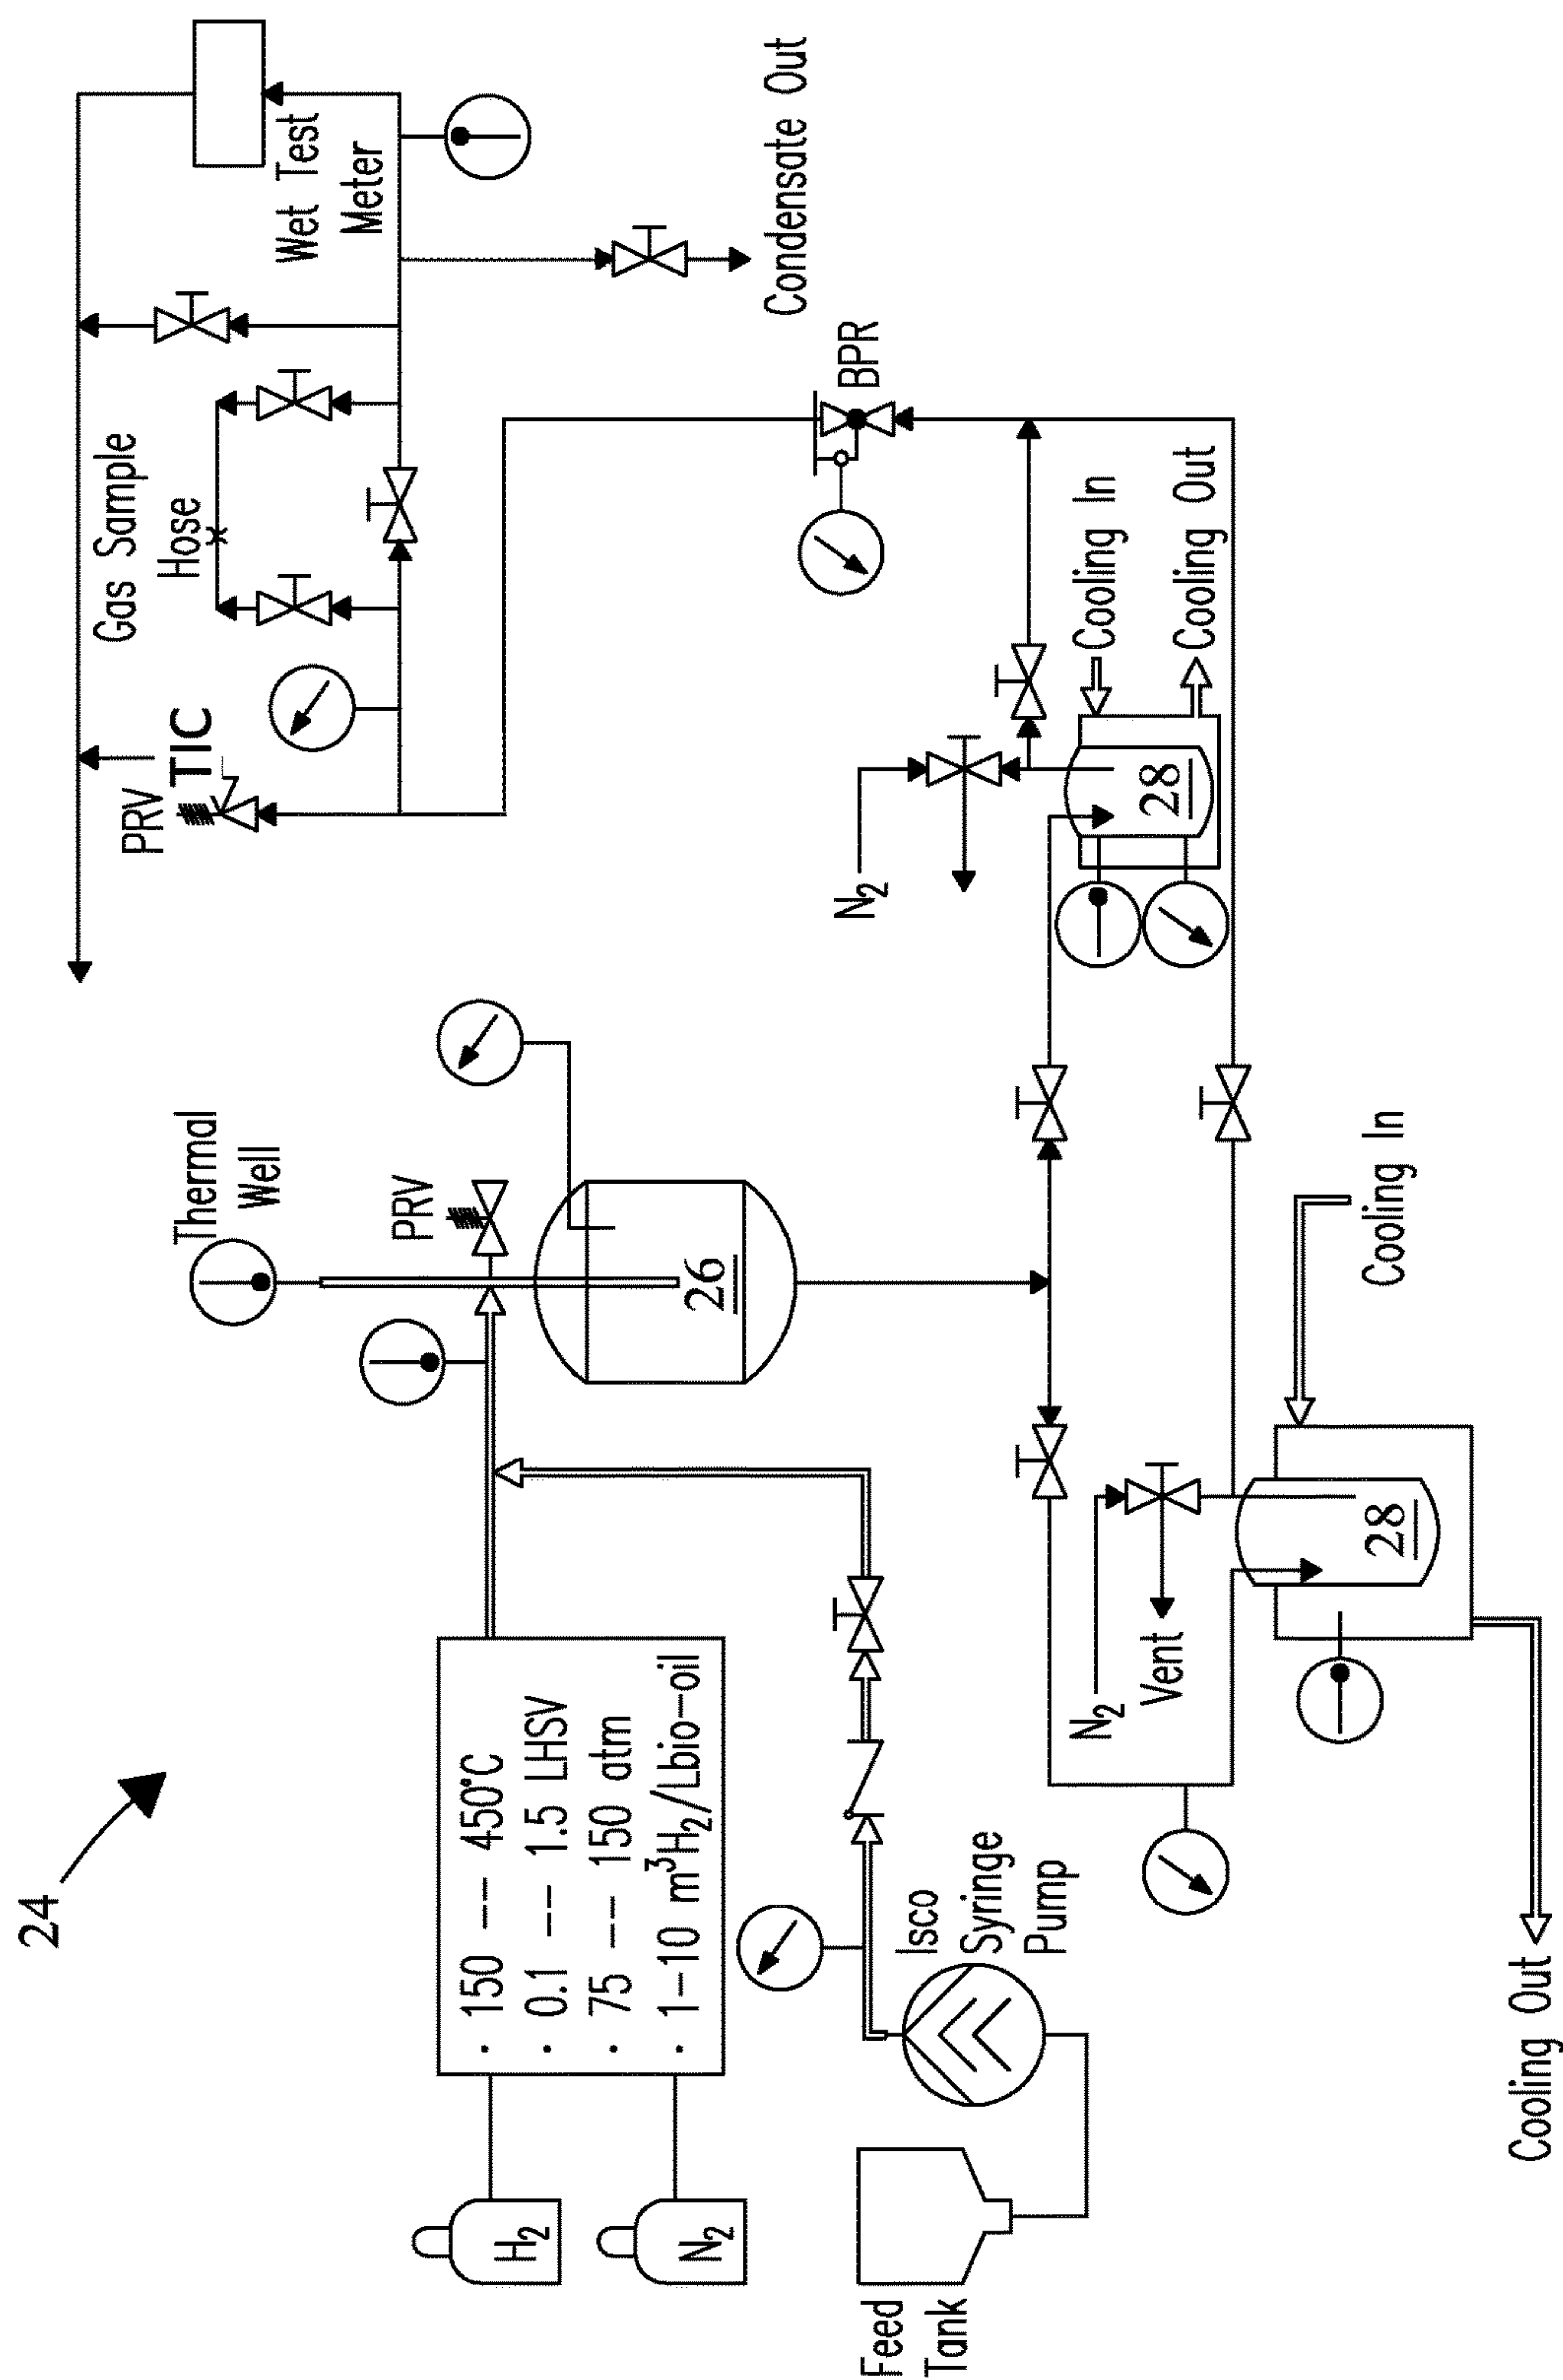 24
H2
N2
· 150 -- 450°C
· 0.1 -- 1.5 LHSV
· 75 -- 150 atm
· 1-10 m³H2/Lbio-oil
Feed
Tank
Isco
Syringe
Pump
Thermal
Well
PRV
26
PRV
TIC
Gas Sample
Hose
Wet Test
Meter
Condensate Out
BPR
N2
28
Cooling In
Cooling Out
N2
Vent
28
Cooling In
Cooling Out